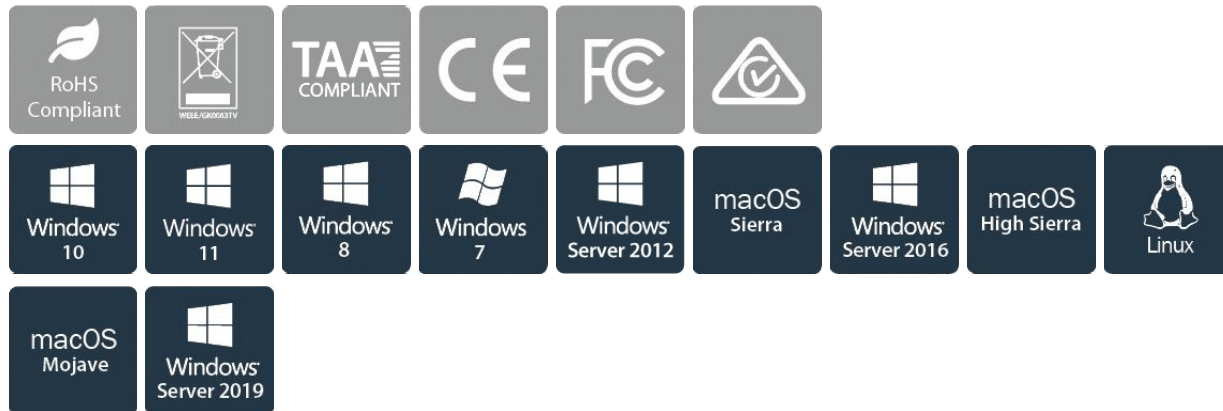 RoHS
Compliant
WEEE/GK0063TV
TAA
COMPLIANT
CE
FC
Windows
10
Windows
11
Windows
8
Windows
7
Windows
Server 2012
macOS
Sierra
Windows
Server 2016
macOS
High Sierra
Linux
macOS
Mojave
Windows
Server 2019